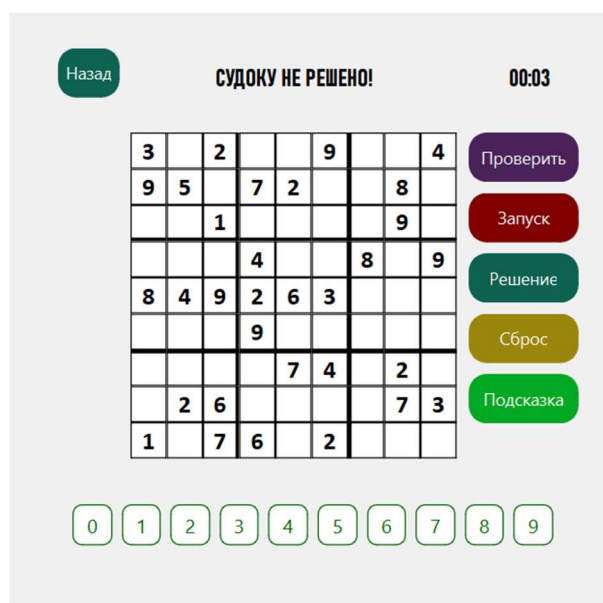 Назад
СУДОКУ НЕ РЕШЕНО!
00:03
3 2 9 4
9 5 7 2 8
1 9
4 8 9
8 4 9 2 6 3
9
7 4 2
2 6 7 3
1 7 6 2
Проверить
Запуск
Решение
Сброс
Подсказка
0 1 2 3 4 5 6 7 8 9